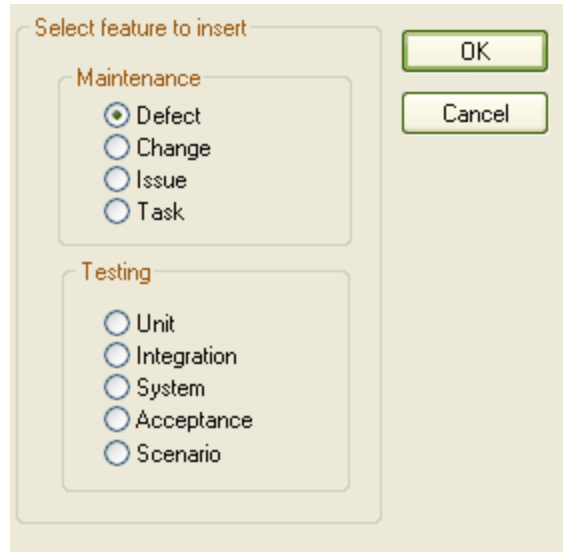 Select feature to insert
OK
Maintenance
Defect
Cancel
Change
Issue
Task
Testing
Unit
Integration
System
Acceptance
Scenario